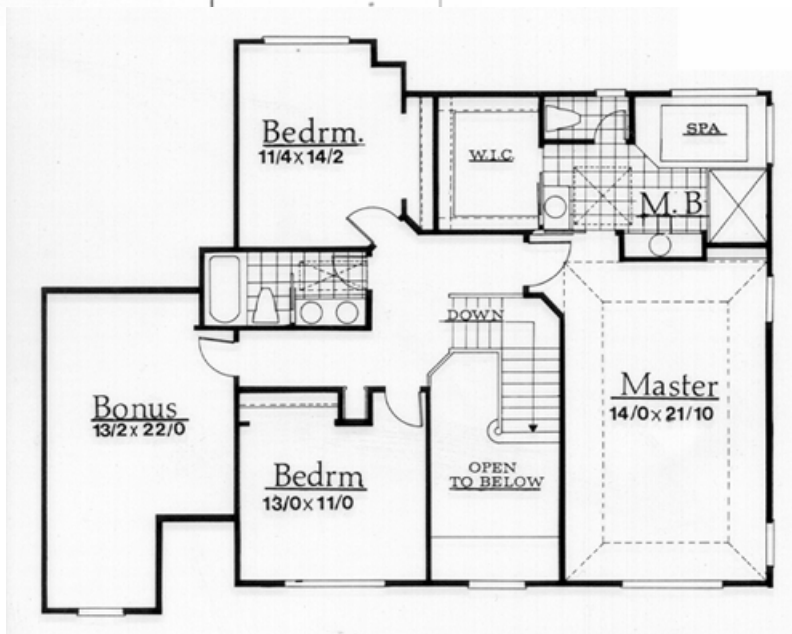 Bedrm.
11/4 x 14/2
W.I.C.
SPA
M. B
DOWN
Master
14/0 x 21/10
Bonus
13/2 x 22/0
Bedrm
13/0 x 11/0
OPEN
TO BELOW